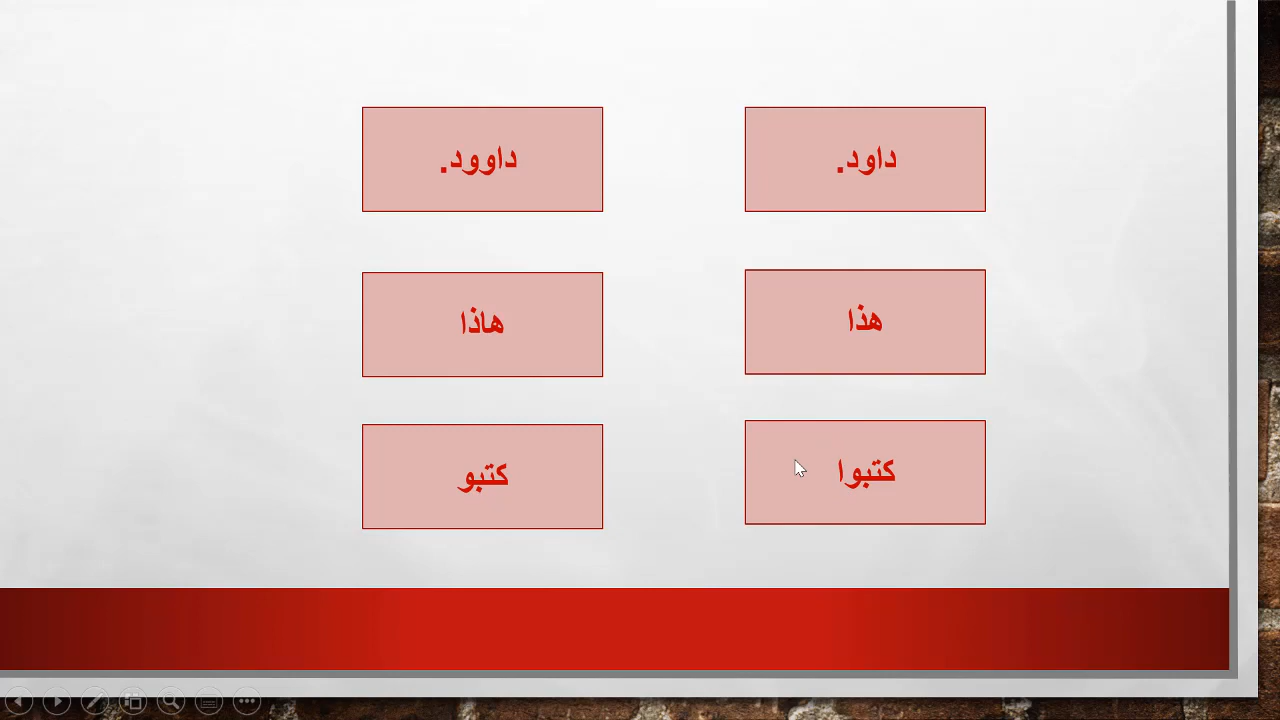 داود.
داوود.
هذا
هاذا
كتبوا
كتبو